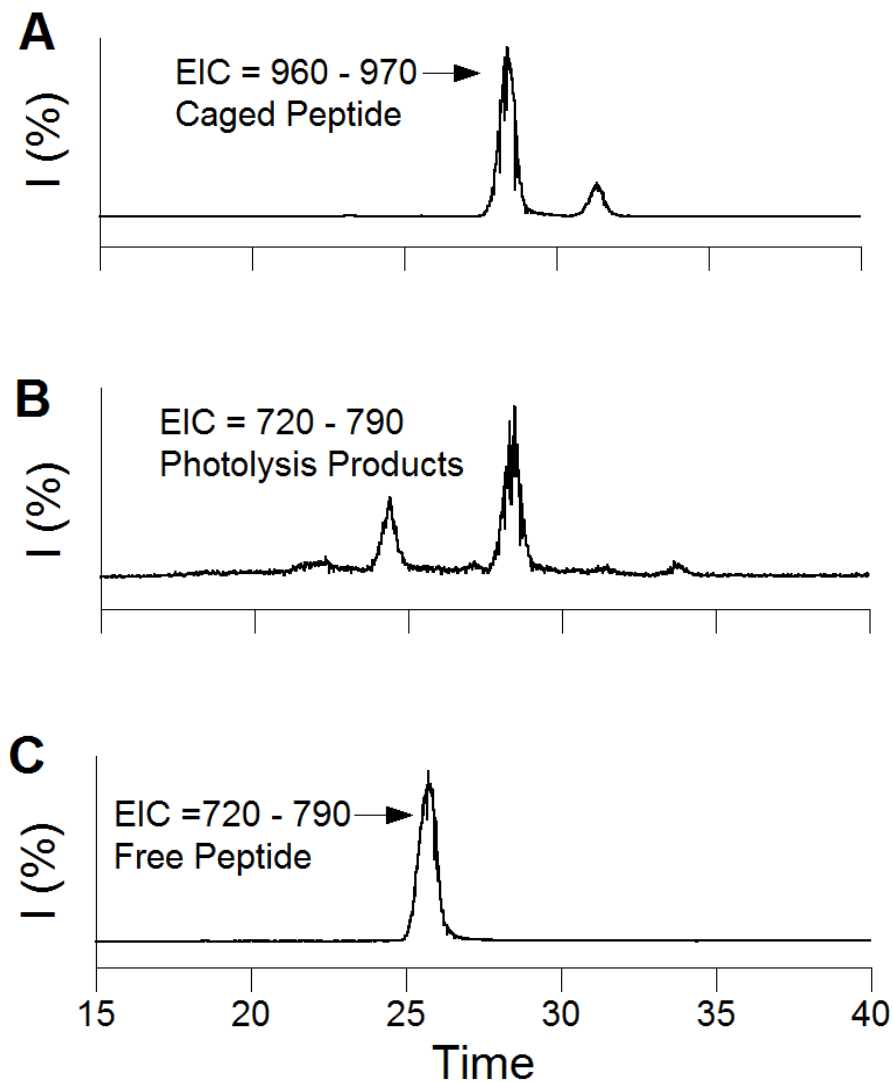 A
EIC = 960 - 970
Caged Peptide
I (%)
B
EIC = 720 - 790
Photolysis Products
I (%)
C
EIC =720 - 790
Free Peptide
I (%)
15 20 25 30 35 40
Time